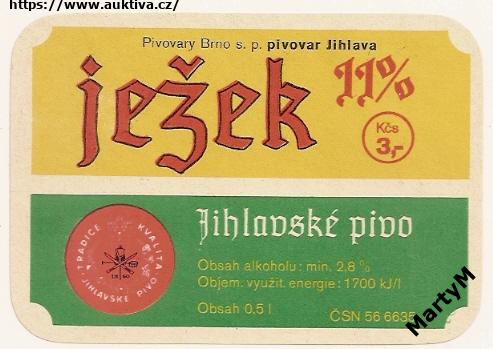 https://www.auktiva.cz/
Pivovary Brno s. p. pivovar Jihlava
ježek 11%
Kčs
3,-
Jihlavské pivo
TRADICE KVALITA
JIHLAVSKÉ PIVO
Obsah alkoholu: min. 2,8 %
Objem. využit. energie: 1700 kJ/l
Obsah 0.5 l
ČSN 56 6635
MartyM